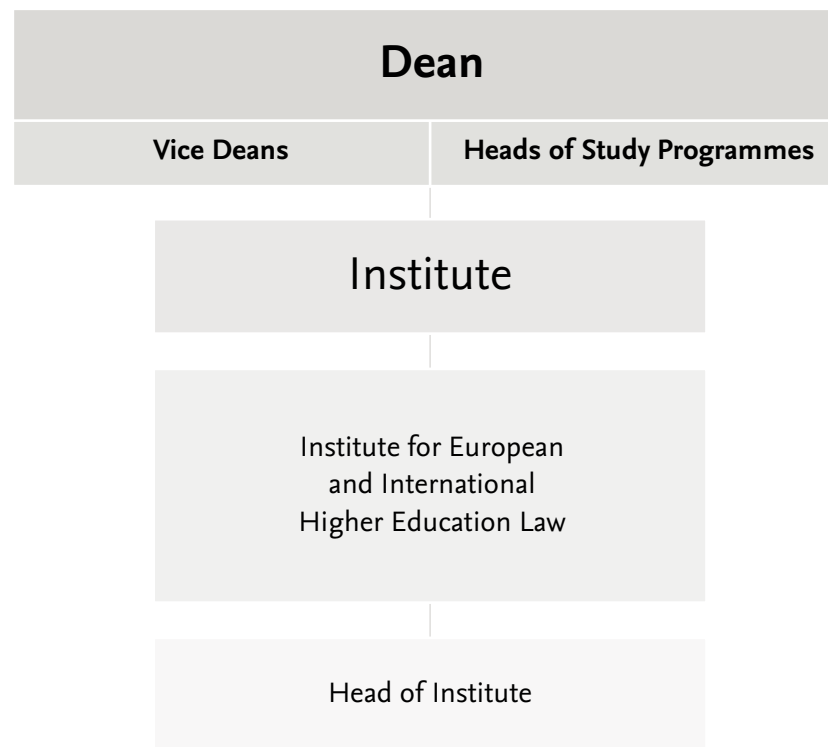 Dean
Vice Deans
Heads of Study Programmes
Institute
Institute for European
and International
Higher Education Law
Head of Institute